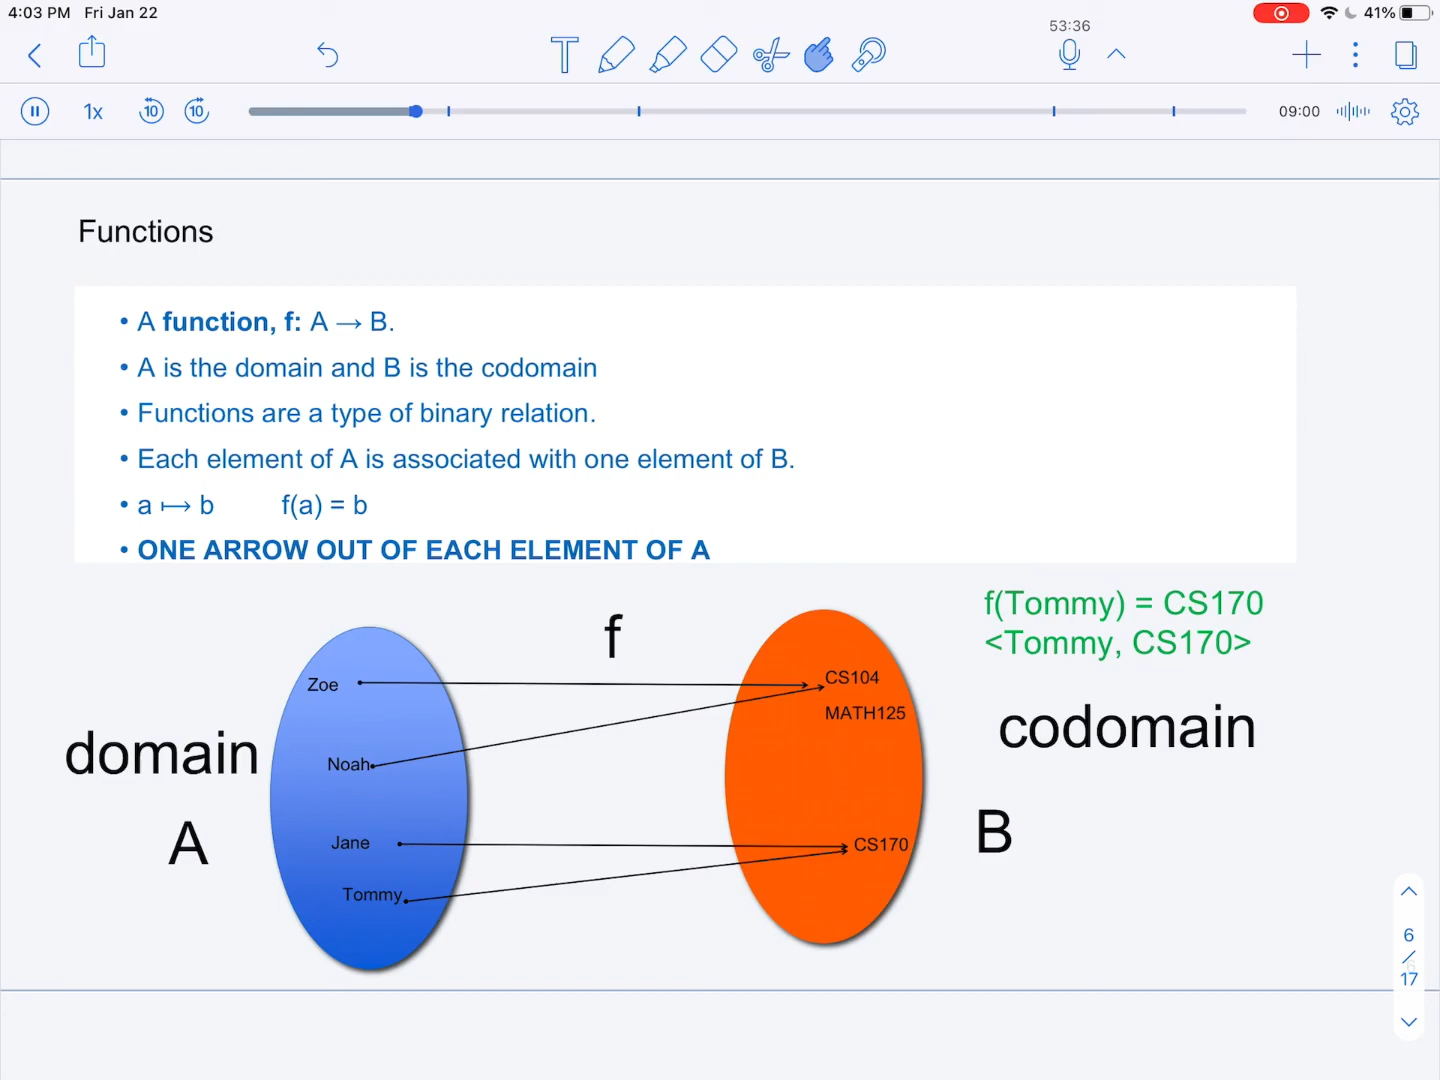 4:03 PM Fri Jan 22
41%
53:36
T
1x
10
10
09:00
Functions
• A function, f: A → B.
• A is the domain and B is the codomain
• Functions are a type of binary relation.
• Each element of A is associated with one element of B.
• a ↦ b f(a) = b
• ONE ARROW OUT OF EACH ELEMENT OF A
f(Tommy) = CS170
<Tommy, CS170>
f
Zoe
CS104
MATH125
domain
Noah
codomain
A
Jane
CS170
B
Tommy
6
/
17